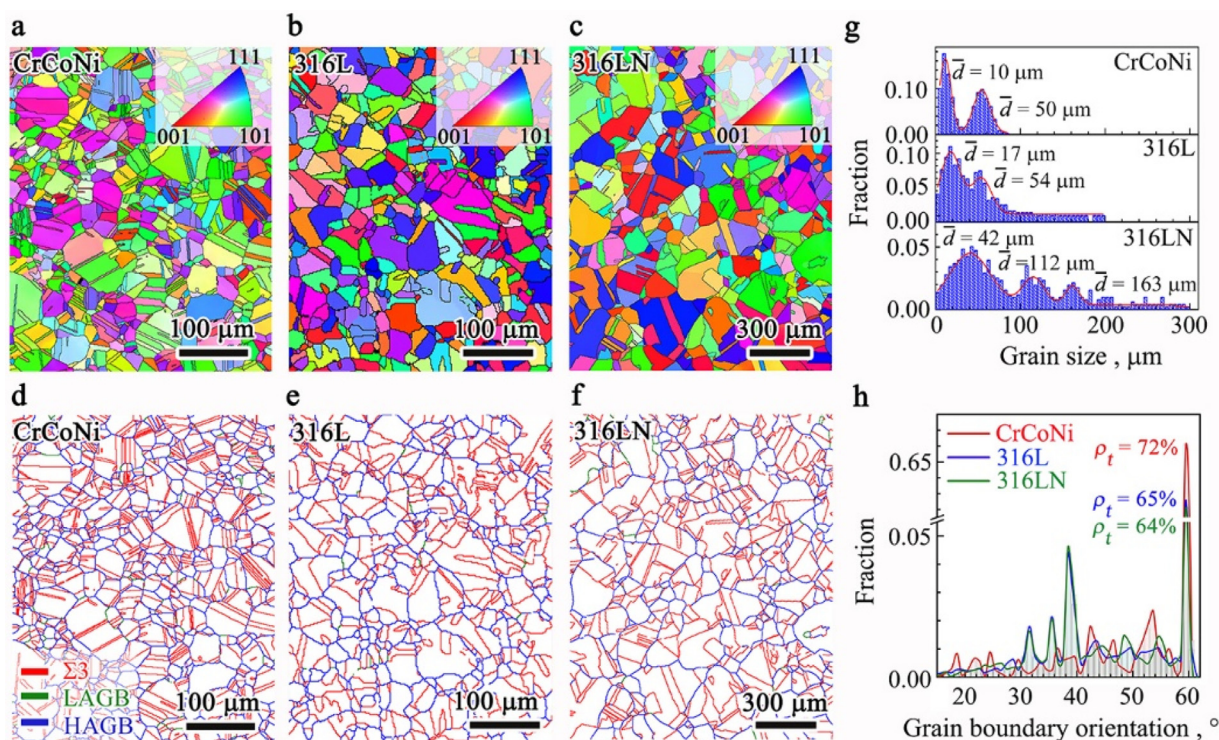 a
CrCoNi
111
001
101
100 μm
b
316L
111
001
101
100 μm
c
316LN
111
001
101
300 μm
d
CrCoNi
Σ3
LAGB
HAGB
100 μm
e
316L
100 μm
f
316LN
300 μm
g
CrCoNi
d̅ = 10 μm
d̅ = 50 μm
0.10
0.00
316L
d̅ = 17 μm
d̅ = 54 μm
0.10
0.05
0.00
316LN
d̅ = 42 μm
d̅ =112 μm
d̅ = 163 μm
0.05
0.00
0 100 200 300
Fraction
Grain size , μm
h
CrCoNi
316L
316LN
ρt = 72%
ρt = 65%
ρt = 64%
0.65
0.05
0.00
Fraction
20 30 40 50 60
Grain boundary orientation , °